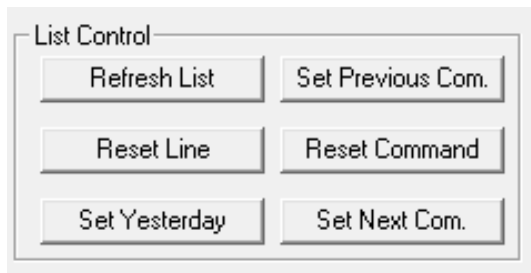 List Control
Refresh List
Set Previous Com.
Reset Line
Reset Command
Set Yesterday
Set Next Com.